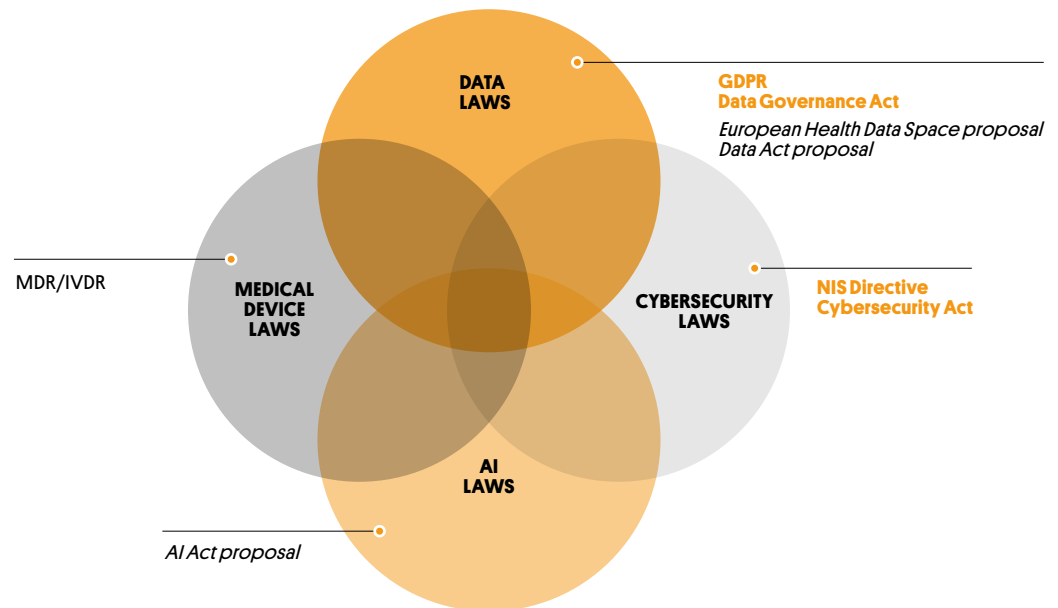 DATA
LAWS
GDPR
Data Governance Act
European Health Data Space proposal
Data Act proposal
MDR/IVDR
MEDICAL
DEVICE
LAWS
CYBERSECURITY
LAWS
NIS Directive
Cybersecurity Act
AI
LAWS
AI Act proposal